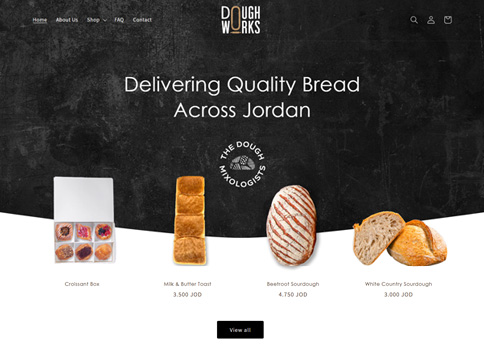 DOUGH
WORKS
Home About Us Shop FAQ Contact
Delivering Quality Bread
Across Jordan
THE DOUGH
MIXOLOGISTS
Croissant Box
Milk & Butter Toast
3.500 JOD
Beetroot Sourdough
4.750 JOD
White Country Sourdough
3.000 JOD
View all